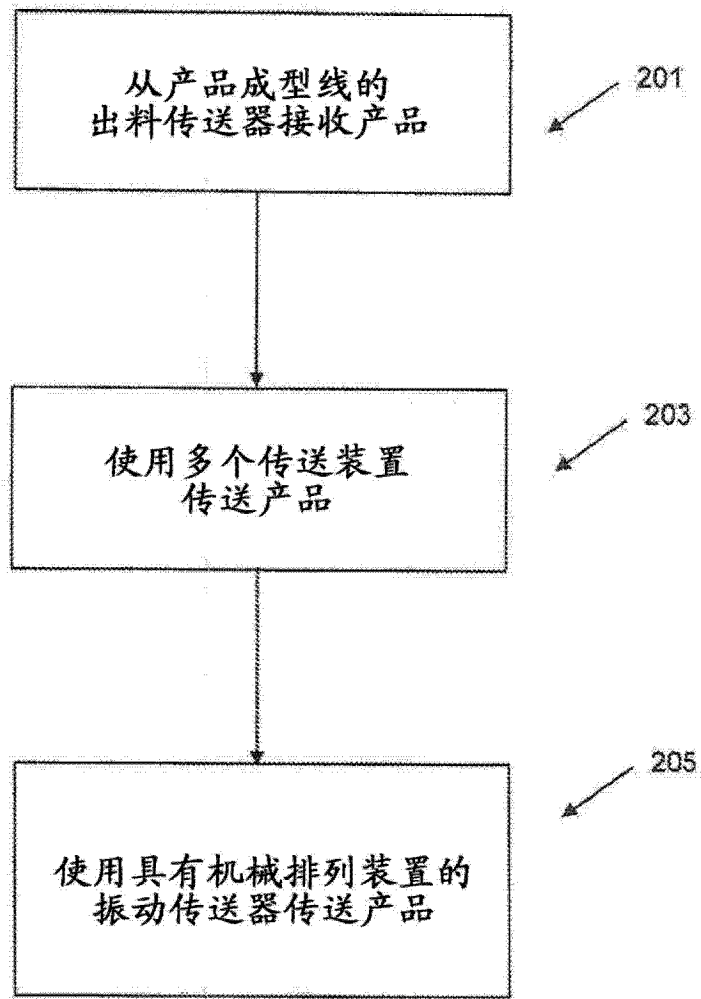 从产品成型线的
出料传送器接收产品
201
使用多个传送装置
传送产品
203
使用具有机械排列装置的
振动传送器传送产品
205